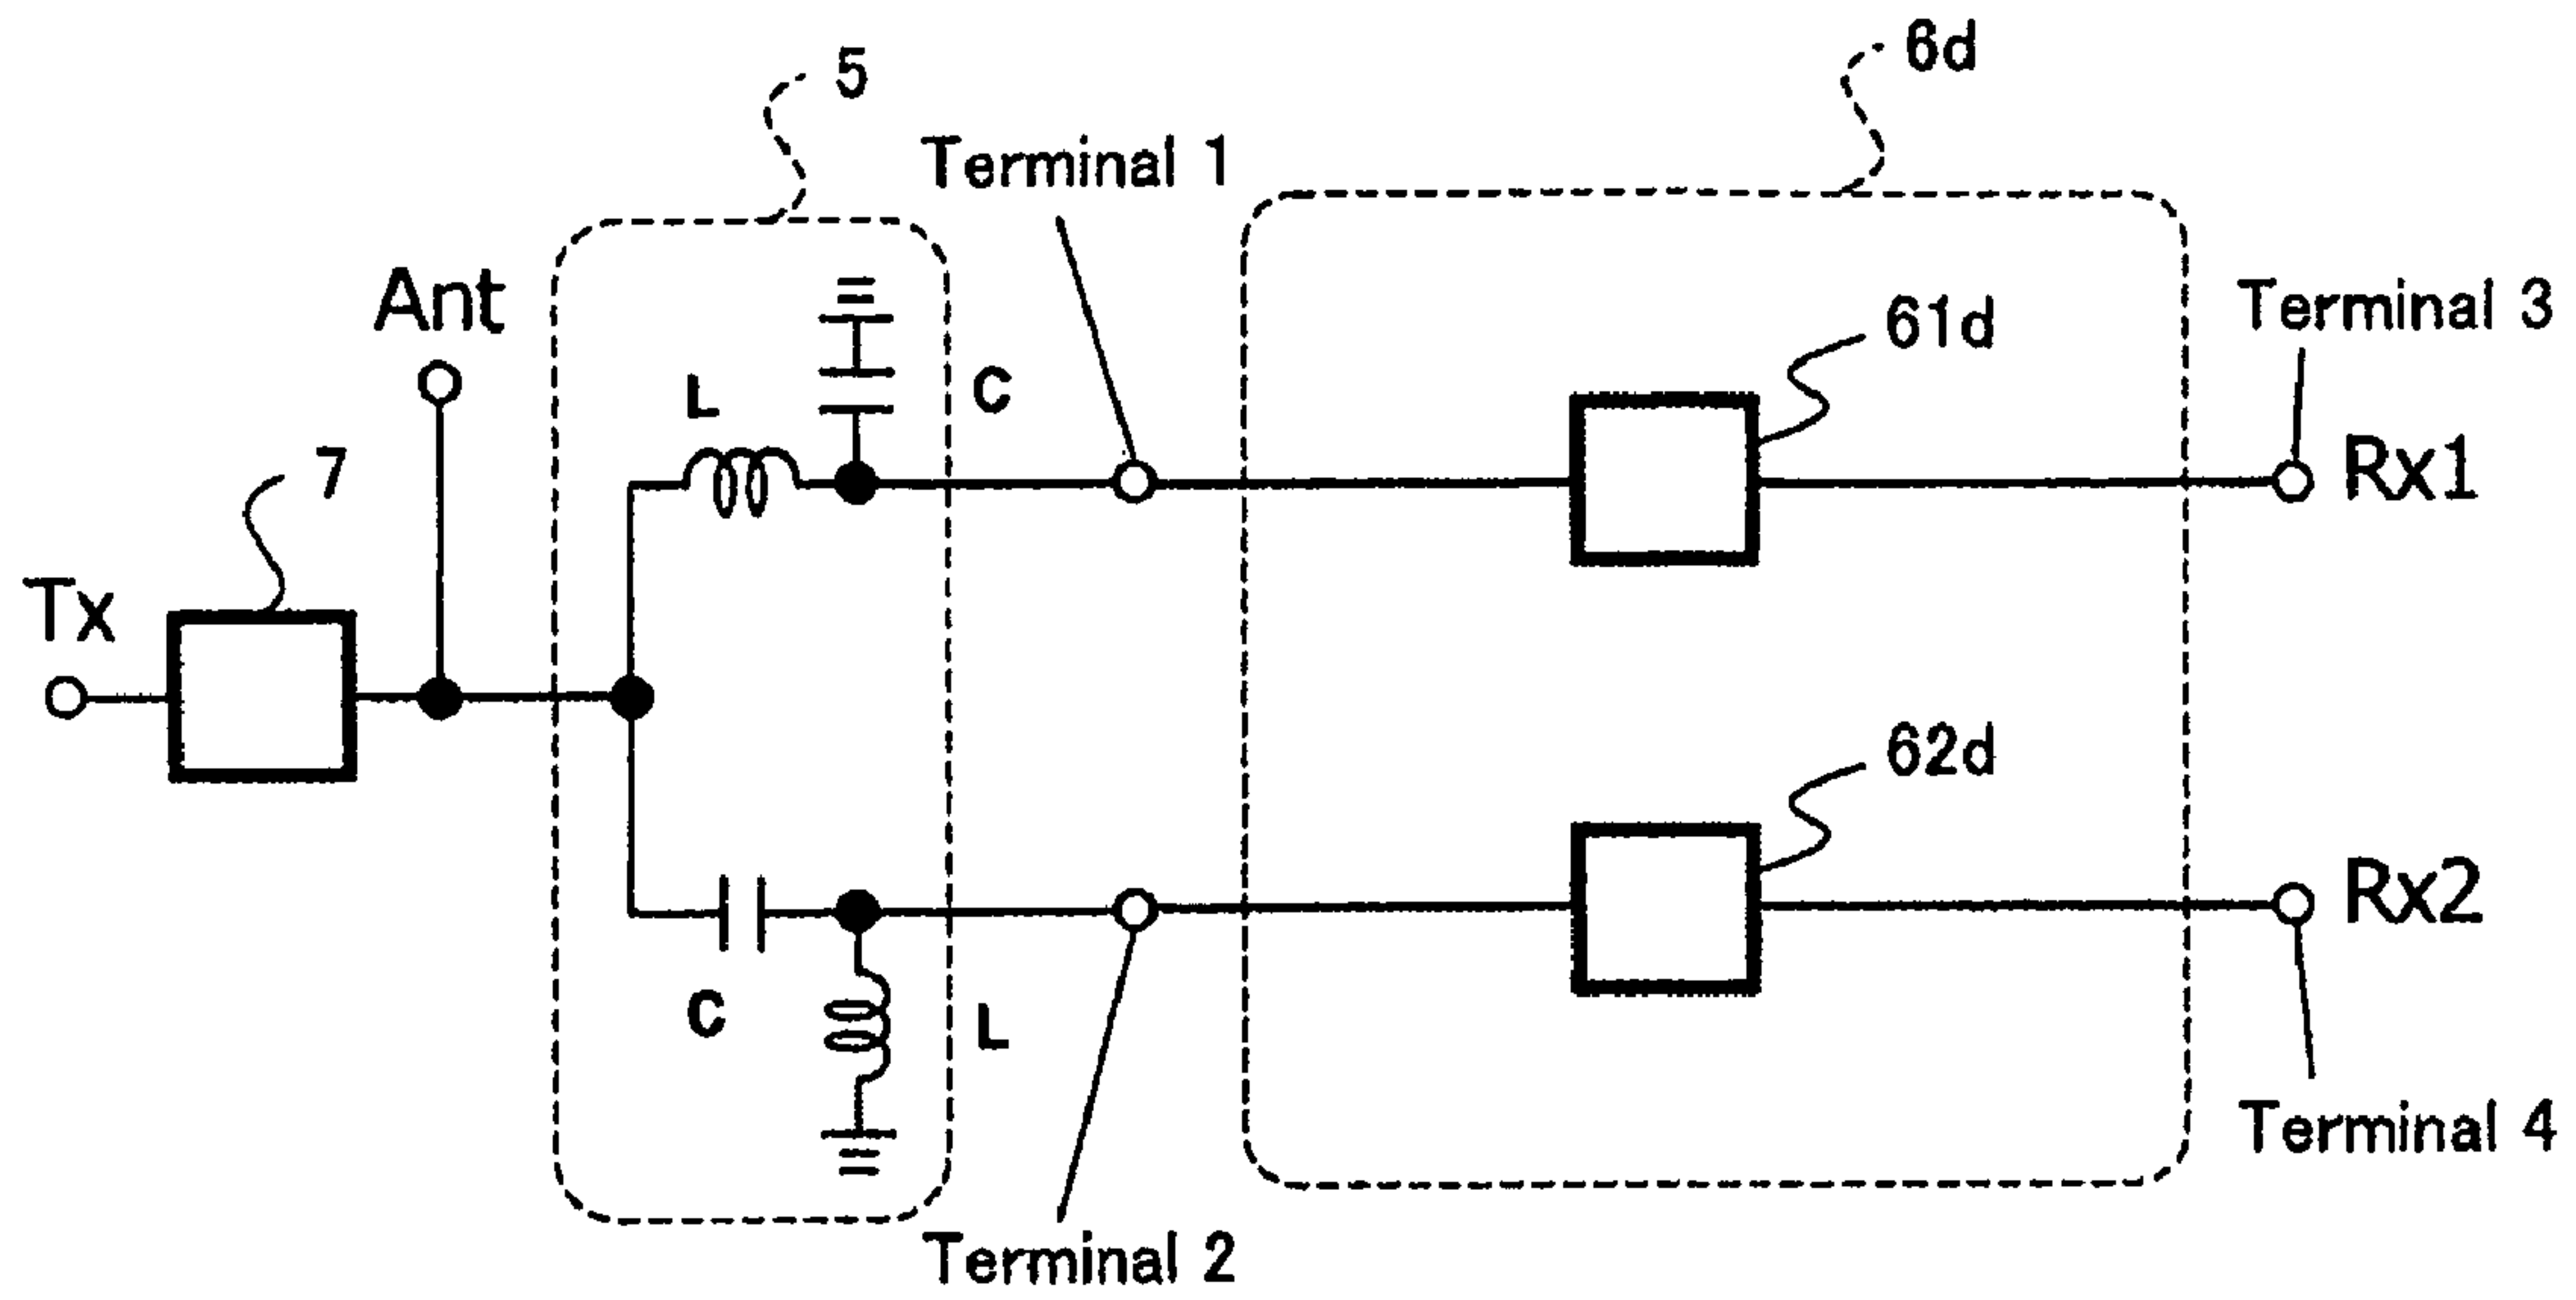 5
6d
Terminal 1
Ant
61d
Terminal 3
L
C
7
Rx1
Tx
62d
Rx2
C
L
Terminal 4
Terminal 2